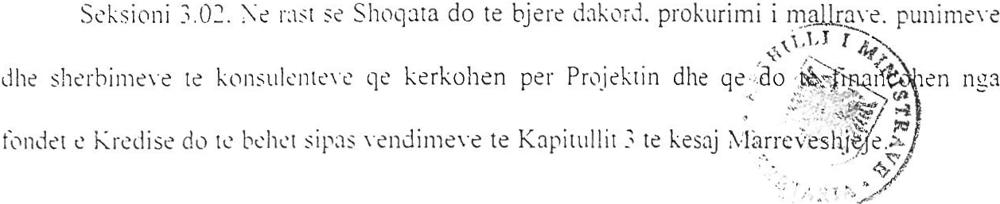 Seksioni 3.02. Ne rast se Shoqata do te bjere dakord, prokurimi i mallrave, punimeve
dhe sherbimeve te konsulenteve qe kerkohen per Projektin dhe qe do te financohen nga
fondet e Kredise do te behet sipas vendimeve te Kapitullit 3 te kesaj Marreveshjeje.
I MINISTRAVE